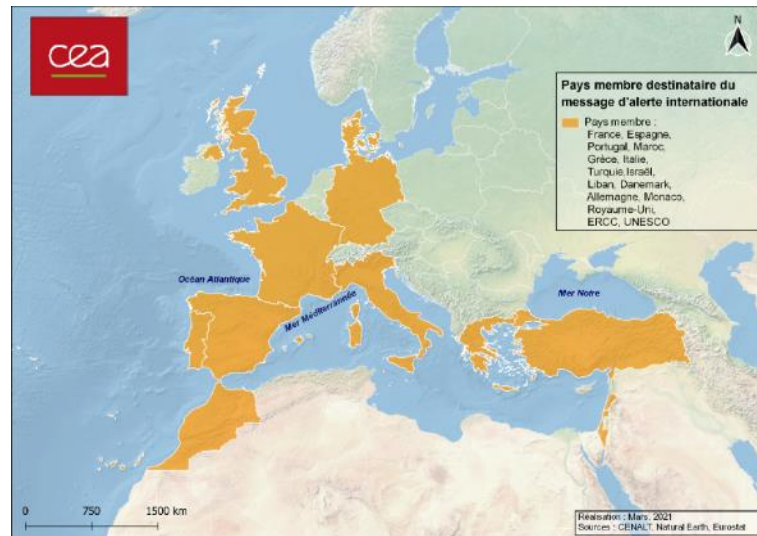 cea
N
Pays membre destinataire du
message d'alerte internationale
Pays membre :
France, Espagne,
Portugal, Maroc,
Grèce, Italie,
Turquie,Israël,
Liban, Danemark,
Allemagne, Monaco,
Royaume-Uni,
ERCC, UNESCO
Océan Atlantique
Mer Méditerrannée
Mer Noire
0 750 1500 km
Réalisation : Mars, 2021
Sources : CENALT, Natural Earth, Eurostat